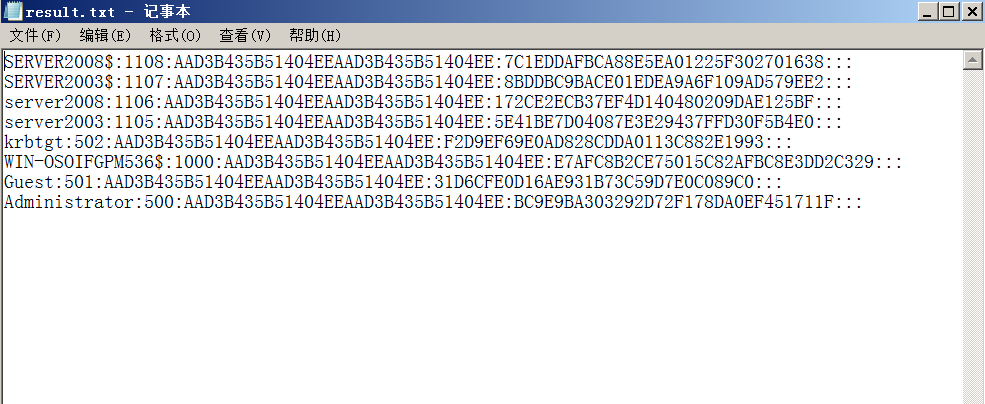 result.txt - 记事本
文件(F) 编辑(E) 格式(O) 查看(V) 帮助(H)
SERVER2008$:1108:AAD3B435B51404EEAAD3B435B51404EE:7C1EDDAFBCA88E5EA01225F302701638:::
SERVER2003$:1107:AAD3B435B51404EEAAD3B435B51404EE:8BDDBC9BACE01EDEA9A6F109AD579EE2:::
server2008:1106:AAD3B435B51404EEAAD3B435B51404EE:172CE2ECB37EF4D140480209DAE125BF:::
server2003:1105:AAD3B435B51404EEAAD3B435B51404EE:5E41BE7D04087E3E29437FFD30F5B4E0:::
krbtgt:502:AAD3B435B51404EEAAD3B435B51404EE:F2D9EF69E0AD828CDDA0113C882E1993:::
WIN-OSOIFGPM536$:1000:AAD3B435B51404EEAAD3B435B51404EE:E7AFC8B2CE75015C82AFBC8E3DD2C329:::
Guest:501:AAD3B435B51404EEAAD3B435B51404EE:31D6CFE0D16AE931B73C59D7E0C089C0:::
Administrator:500:AAD3B435B51404EEAAD3B435B51404EE:BC9E9BA303292D72F178DA0EF451711F:::